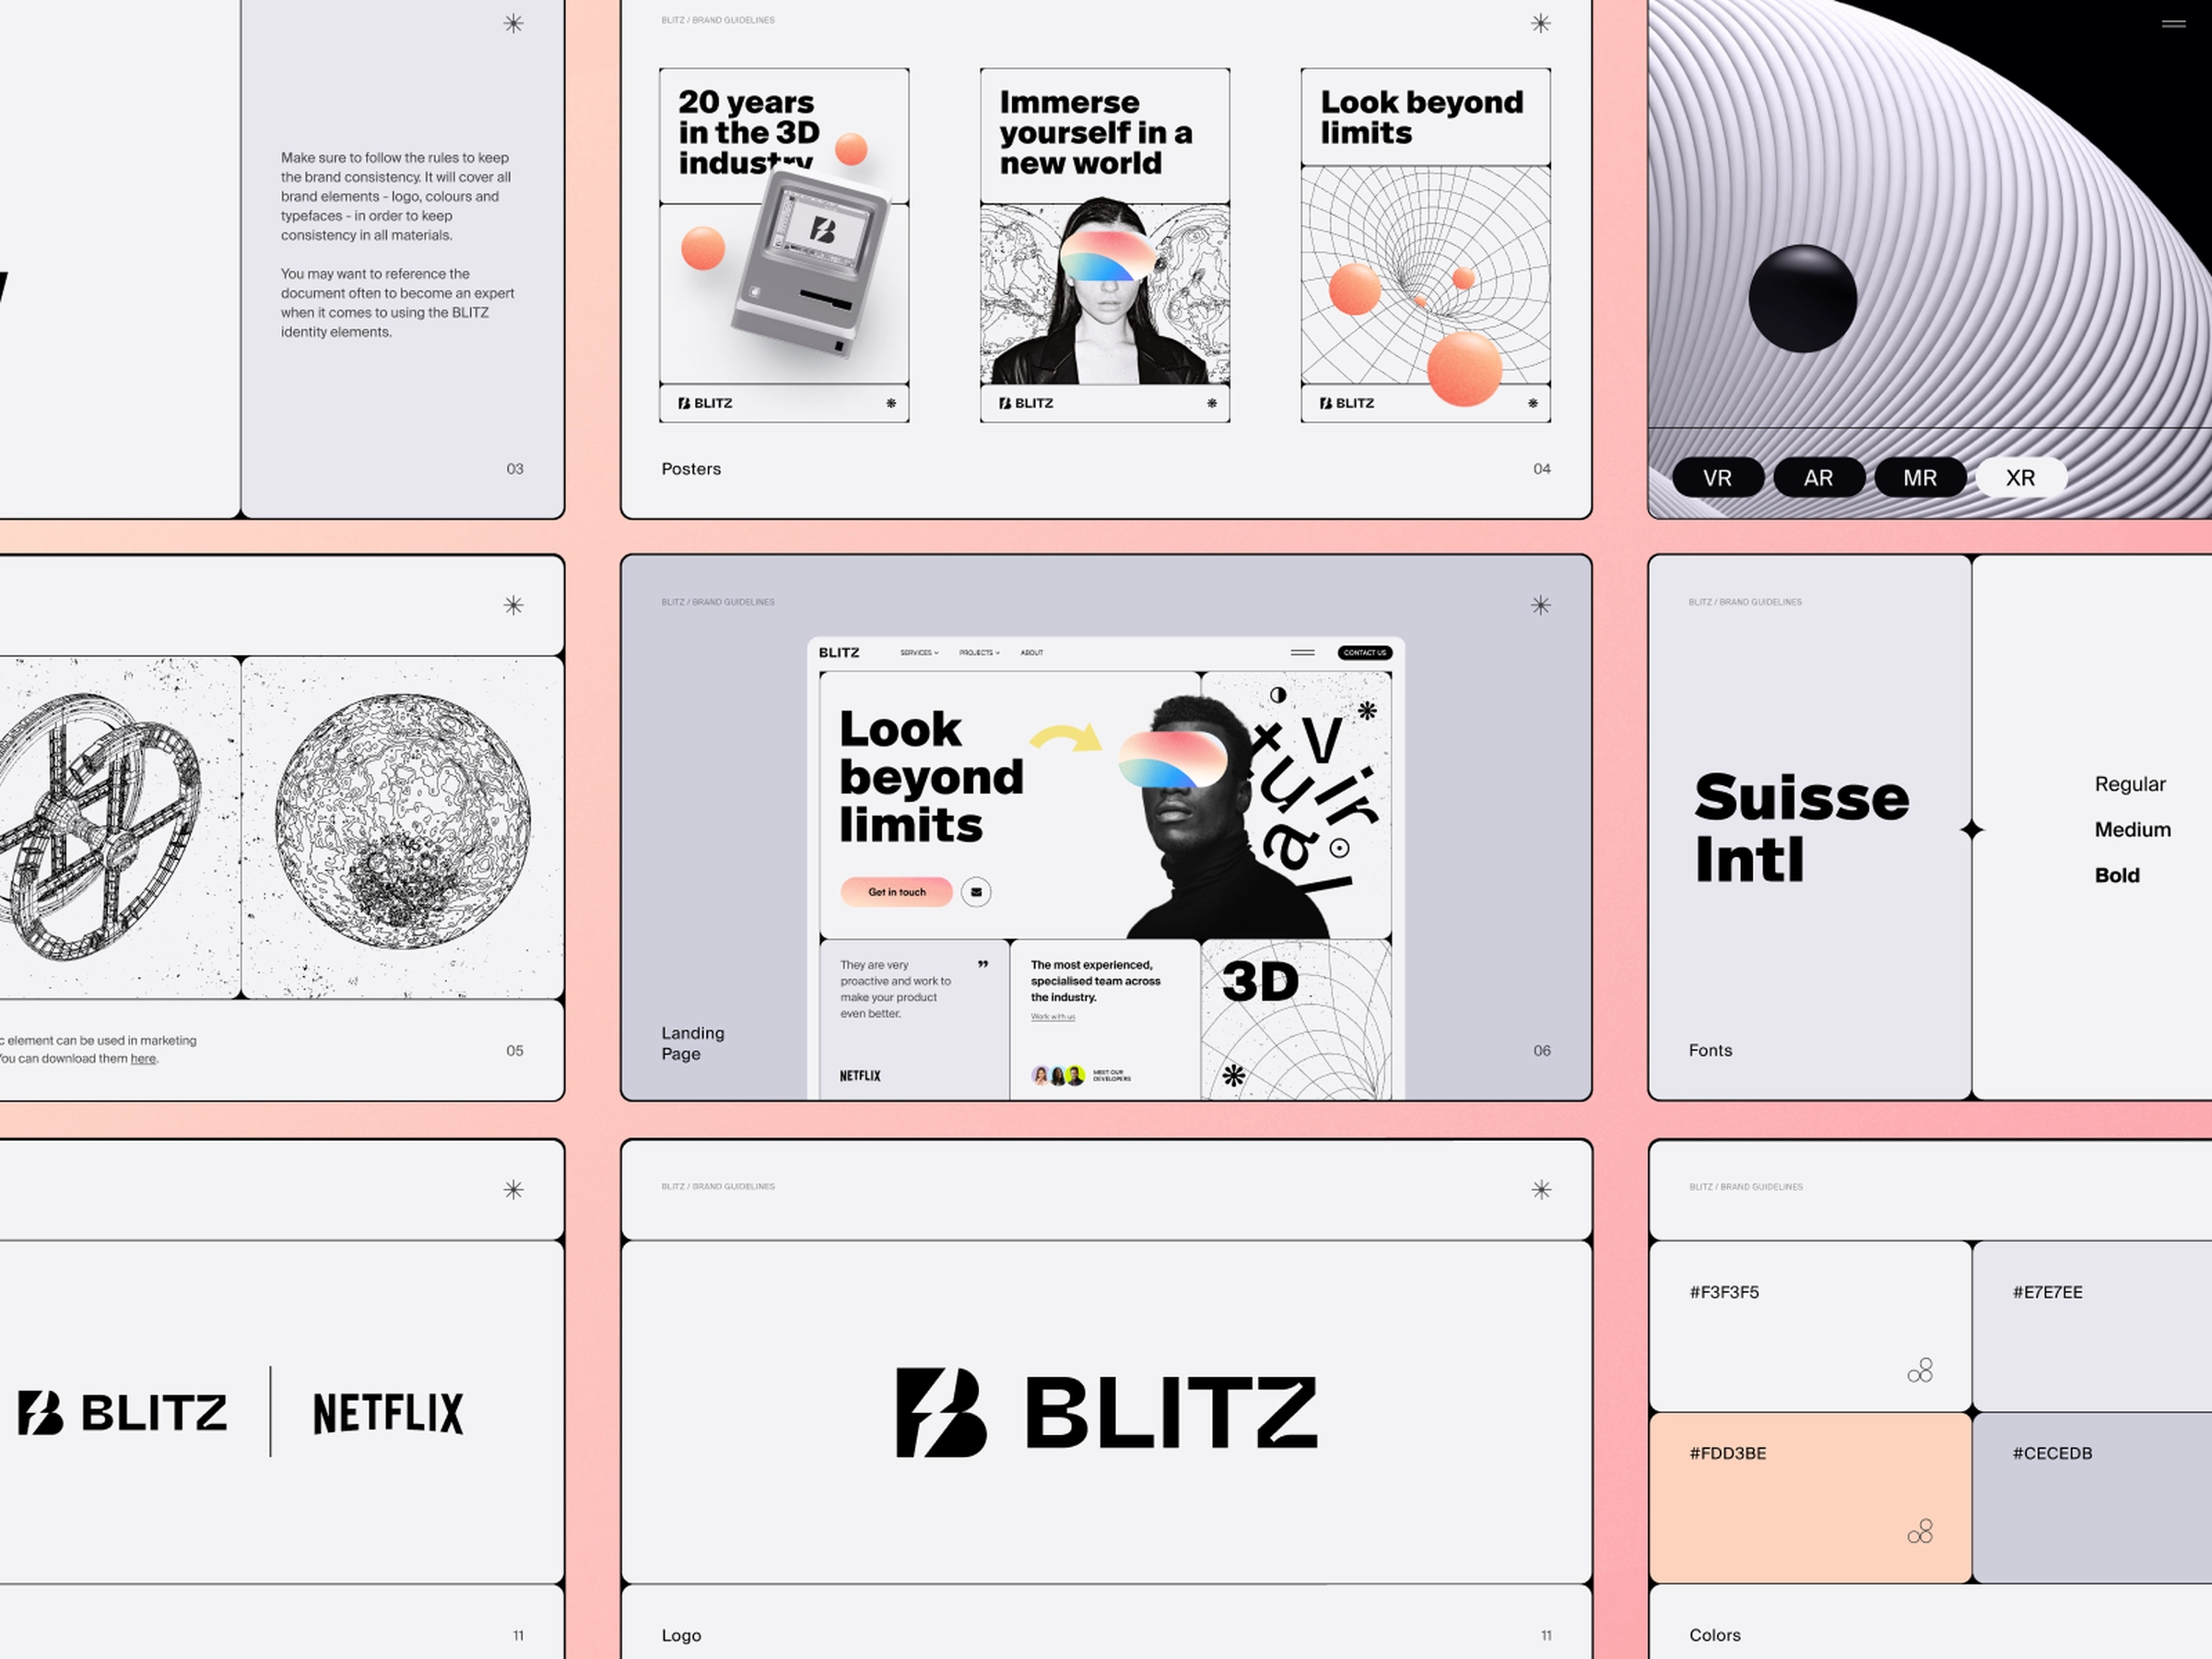 Make sure to follow the rules to keep
the brand consistency. It will cover all
brand elements - logo, colours and
typefaces - in order to keep
consistency in all materials.
You may want to reference the
document often to become an expert
when it comes to using the BLITZ
identity elements.
03
BLITZ / BRAND GUIDELINES
20 years
in the 3D
industry
BLITZ
Immerse
yourself in a
new world
BLITZ
Look beyond
limits
BLITZ
Posters
04
VR
AR
MR
XR
c element can be used in marketing
You can download them here.
05
BLITZ / BRAND GUIDELINES
BLITZ
SERVICES
PROJECTS
ABOUT
CONTACT US
Look
beyond
limits
Virtual
Get in touch
They are very
proactive and work to
make your product
even better.
”
NETFLIX
The most experienced,
specialised team across
the industry.
Work with us
MEET OUR
DEVELOPERS
3D
Landing
Page
06
BLITZ / BRAND GUIDELINES
Suisse
Intl
Regular
Medium
Bold
Fonts
BLITZ
NETFLIX
11
BLITZ / BRAND GUIDELINES
BLITZ
Logo
11
BLITZ / BRAND GUIDELINES
#F3F3F5
#E7E7EE
#FDD3BE
#CECEDB
Colors